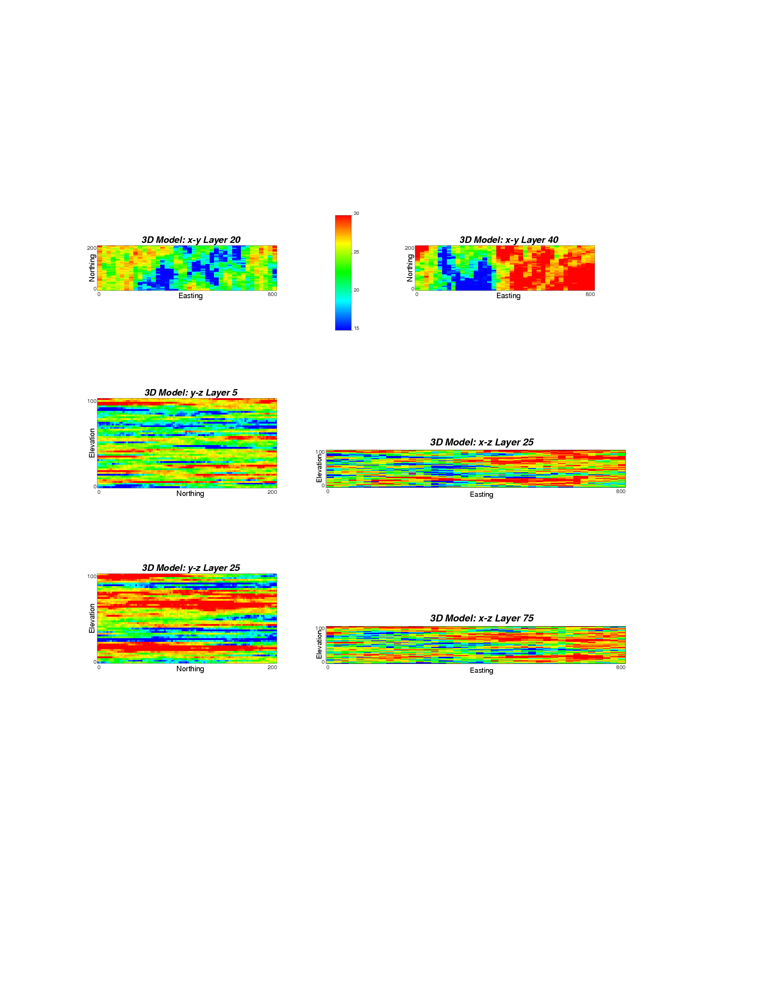 30
25
20
15
3D Model: x-y Layer 20
200
Northing
0
0
Easting
800
3D Model: x-y Layer 40
200
Northing
0
0
Easting
800
3D Model: y-z Layer 5
100
Elevation
0
0
Northing
200
3D Model: x-z Layer 25
100
Elevation
0
0
Easting
800
3D Model: y-z Layer 25
100
Elevation
0
0
Northing
200
3D Model: x-z Layer 75
100
Elevation
0
0
Easting
800